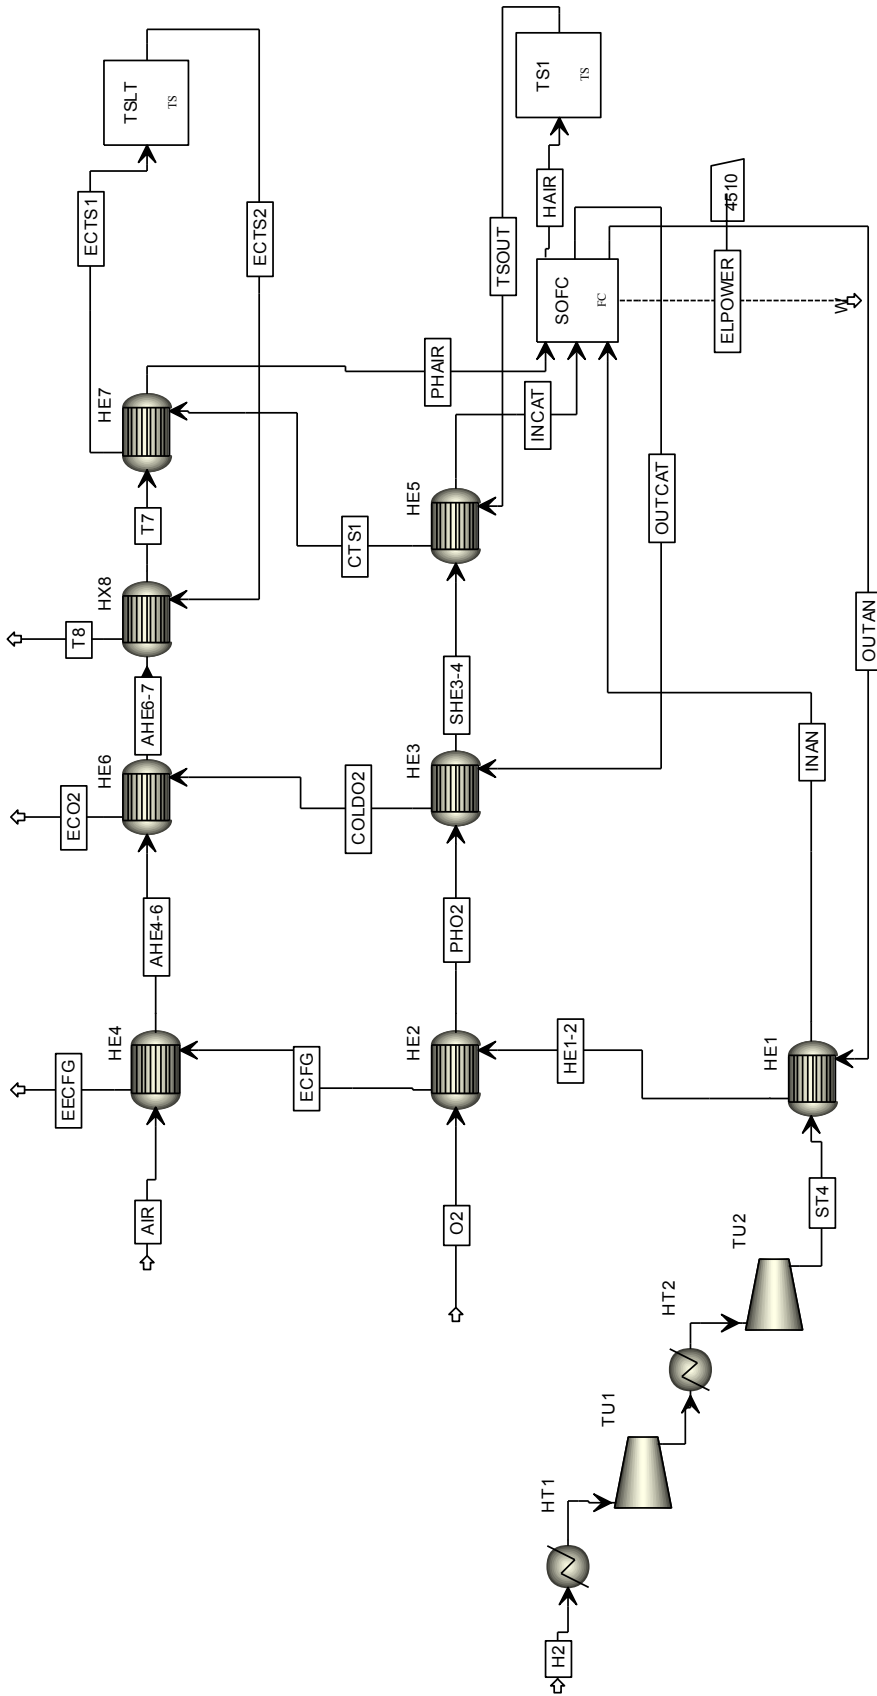 TSLT
TS
TS1
TS
ECTS1
ECTS2
TSOUT
HAIR
4510
SOFC
FC
ELPOWER
W
HE7
PHAIR
INCAT
T7
CTS1
HE5
OUTCAT
HX8
T8
AHE6-7
SHE3-4
OUTAN
HE6
ECO2
COLDO2
HE3
INAN
AHE4-6
PHO2
HE4
EECFG
ECFG
HE2
HE1-2
HE1
AIR
O2
ST4
TU2
HT2
TU1
HT1
H2